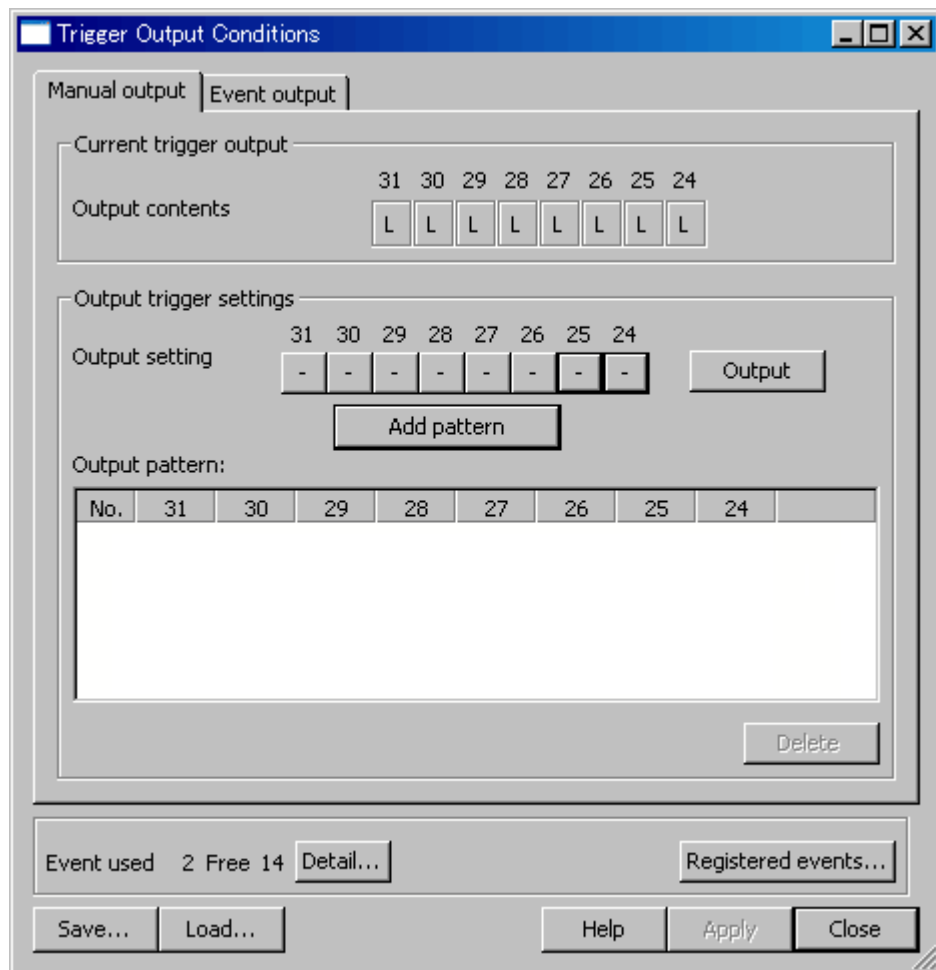 Trigger Output Conditions
Manual output Event output
Current trigger output
31 30 29 28 27 26 25 24
Output contents L L L L L L L L
Output trigger settings
31 30 29 28 27 26 25 24
Output setting - - - - - - - - Output
Add pattern
Output pattern:
No. 31 30 29 28 27 26 25 24
Delete
Event used 2 Free 14 Detail... Registered events...
Save... Load... Help Apply Close